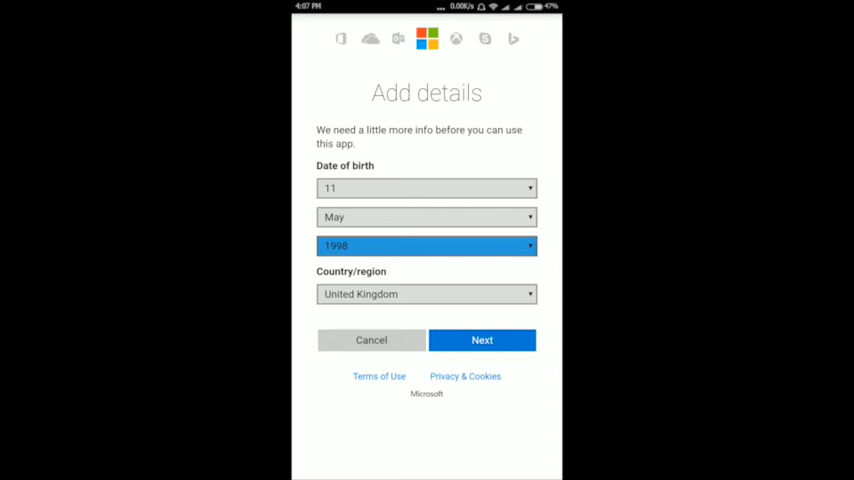 4:07 PM ... 0.00K/s 47%
Add details
We need a little more info before you can use
this app.
Date of birth
11
May
1998
Country/region
United Kingdom
Cancel Next
Terms of Use Privacy & Cookies
Microsoft